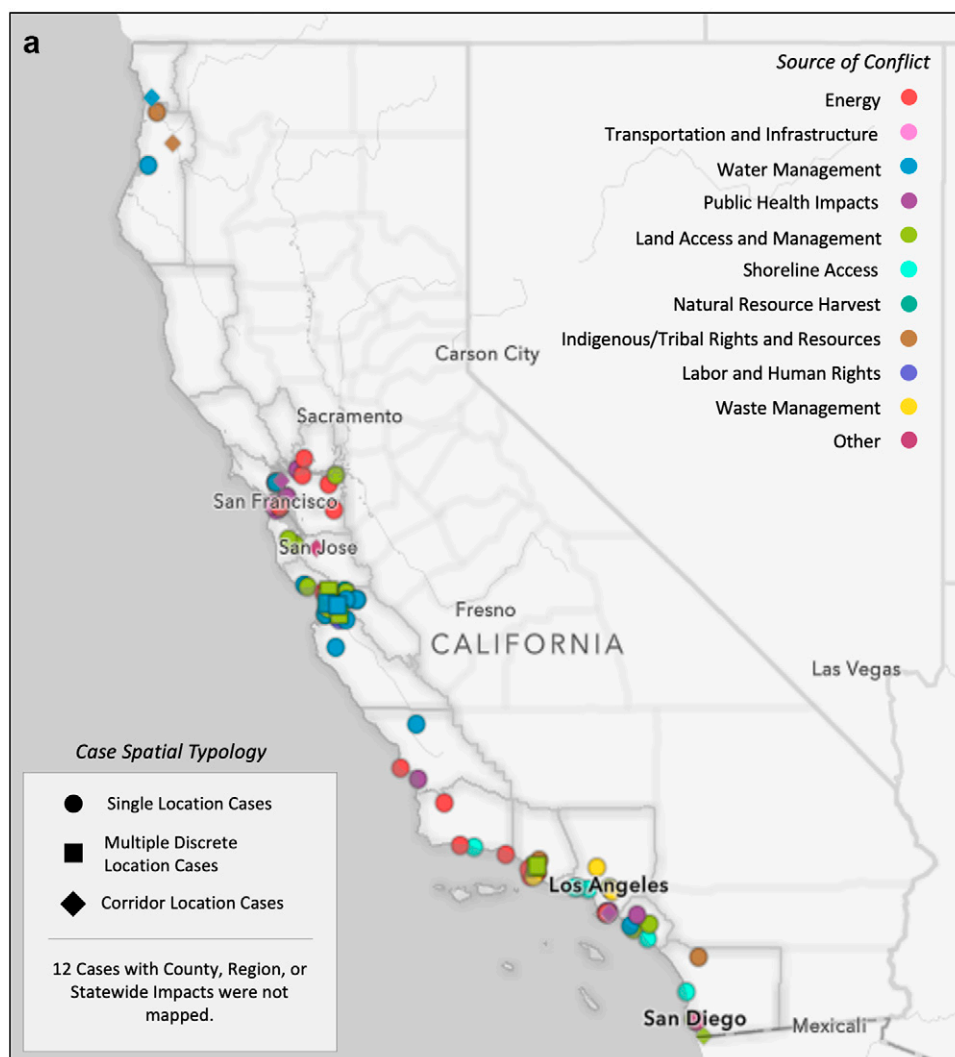 a
Source of Conflict
Energy
Transportation and Infrastructure
Water Management
Public Health Impacts
Land Access and Management
Shoreline Access
Natural Resource Harvest
Indigenous/Tribal Rights and Resources
Labor and Human Rights
Waste Management
Other
Carson City
Sacramento
San Francisco
San Jose
Fresno
CALIFORNIA
Las Vegas
Los Angeles
San Diego
Mexicali
Case Spatial Typology
Single Location Cases
Multiple Discrete
Location Cases
Corridor Location Cases
12 Cases with County, Region, or
Statewide Impacts were not
mapped.